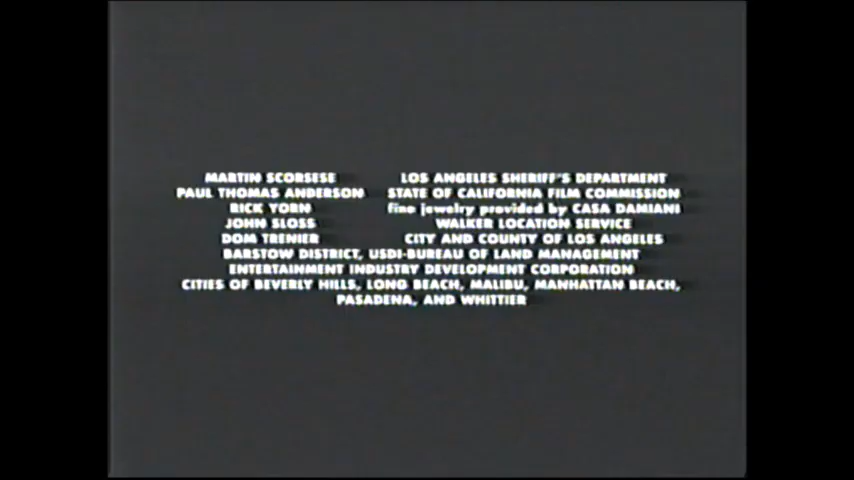 MARTIN SCORSESE LOS ANGELES SHERIFF'S DEPARTMENT
PAUL THOMAS ANDERSON STATE OF CALIFORNIA FILM COMMISSION
RICK YORN fine jewelry provided by CASA DAMIANI
JOHN SLOSS WALKER LOCATION SERVICE
DOM TRENIER CITY AND COUNTY OF LOS ANGELES
BARSTOW DISTRICT, USDI-BUREAU OF LAND MANAGEMENT
ENTERTAINMENT INDUSTRY DEVELOPMENT CORPORATION
CITIES OF BEVERLY HILLS, LONG BEACH, MALIBU, MANHATTAN BEACH,
PASADENA, AND WHITTIER